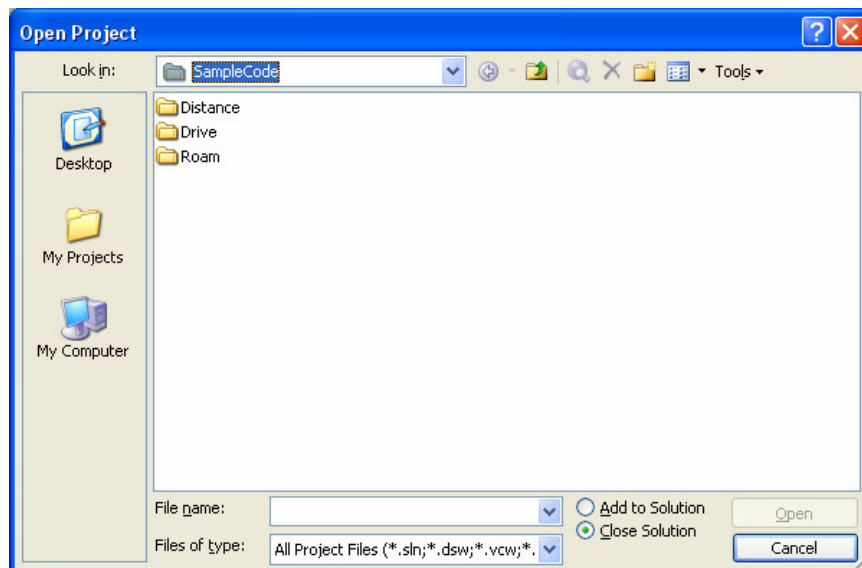 Open Project
Look in:
SampleCode
Tools
Desktop
My Projects
My Computer
Distance
Drive
Roam
File name:
Files of type:
All Project Files (*.sln;*.dsw;*.vcw;*.
Add to Solution
Close Solution
Open
Cancel